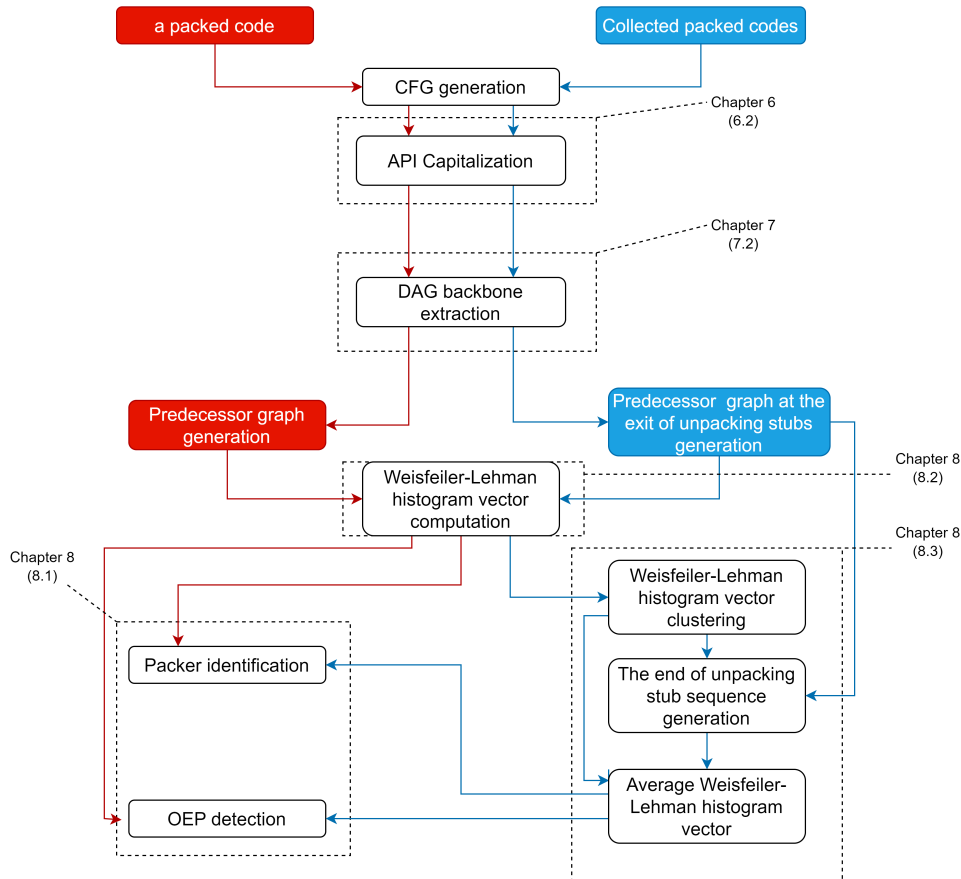 a packed code
Collected packed codes
CFG generation
Chapter 6
(6.2)
API Capitalization
Chapter 7
(7.2)
DAG backbone
extraction
Predecessor graph
generation
Predecessor graph at the
exit of unpacking stubs
generation
Weisfeiler-Lehman
histogram vector
computation
Chapter 8
(8.2)
Chapter 8
(8.3)
Chapter 8
(8.1)
Weisfeiler-Lehman
histogram vector
clustering
Packer identification
The end of unpacking
stub sequence
generation
Average Weisfeiler-
Lehman histogram
vector
OEP detection